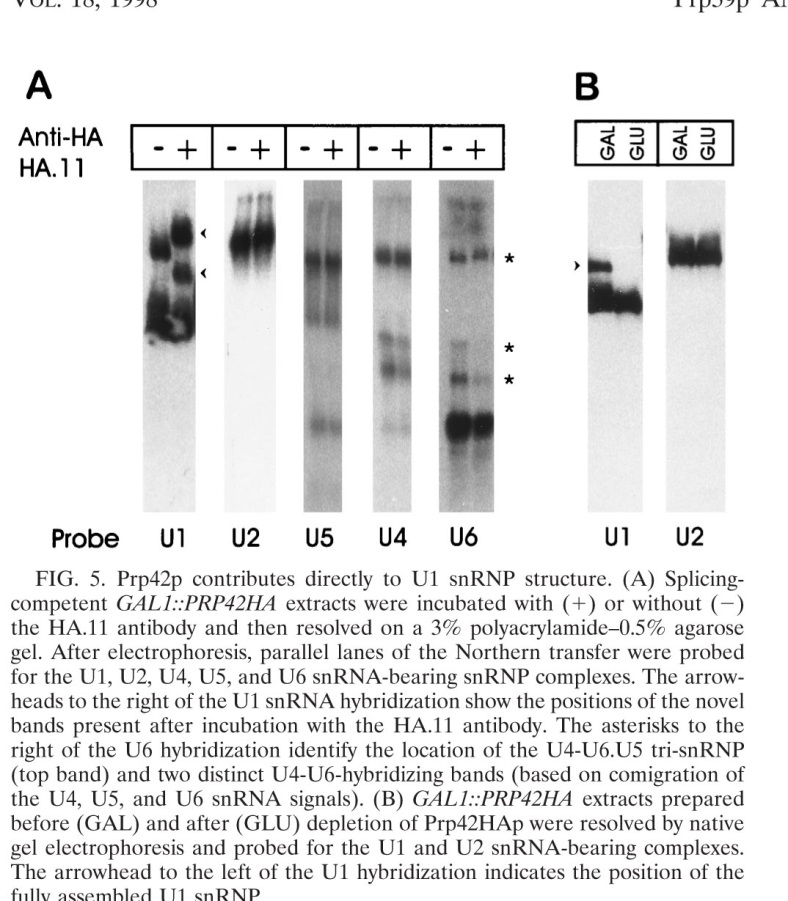 VOL. 18, 1998 Prp39p
A B
Anti-HA - + - + - + - + - + GAL GLU GAL GLU
HA.11
*
*
*
Probe U1 U2 U5 U4 U6 U1 U2
FIG. 5. Prp42p contributes directly to U1 snRNP structure. (A) Splicing-
competent GAL1::PRP42HA extracts were incubated with (+) or without (−)
the HA.11 antibody and then resolved on a 3% polyacrylamide–0.5% agarose
gel. After electrophoresis, parallel lanes of the Northern transfer were probed
for the U1, U2, U4, U5, and U6 snRNA-bearing snRNP complexes. The arrow-
heads to the right of the U1 snRNA hybridization show the positions of the novel
bands present after incubation with the HA.11 antibody. The asterisks to the
right of the U6 hybridization identify the location of the U4-U6.U5 tri-snRNP
(top band) and two distinct U4-U6-hybridizing bands (based on comigration of
the U4, U5, and U6 snRNA signals). (B) GAL1::PRP42HA extracts prepared
before (GAL) and after (GLU) depletion of Prp42HAp were resolved by native
gel electrophoresis and probed for the U1 and U2 snRNA-bearing complexes.
The arrowhead to the left of the U1 hybridization indicates the position of the
fully assembled U1 snRNP.